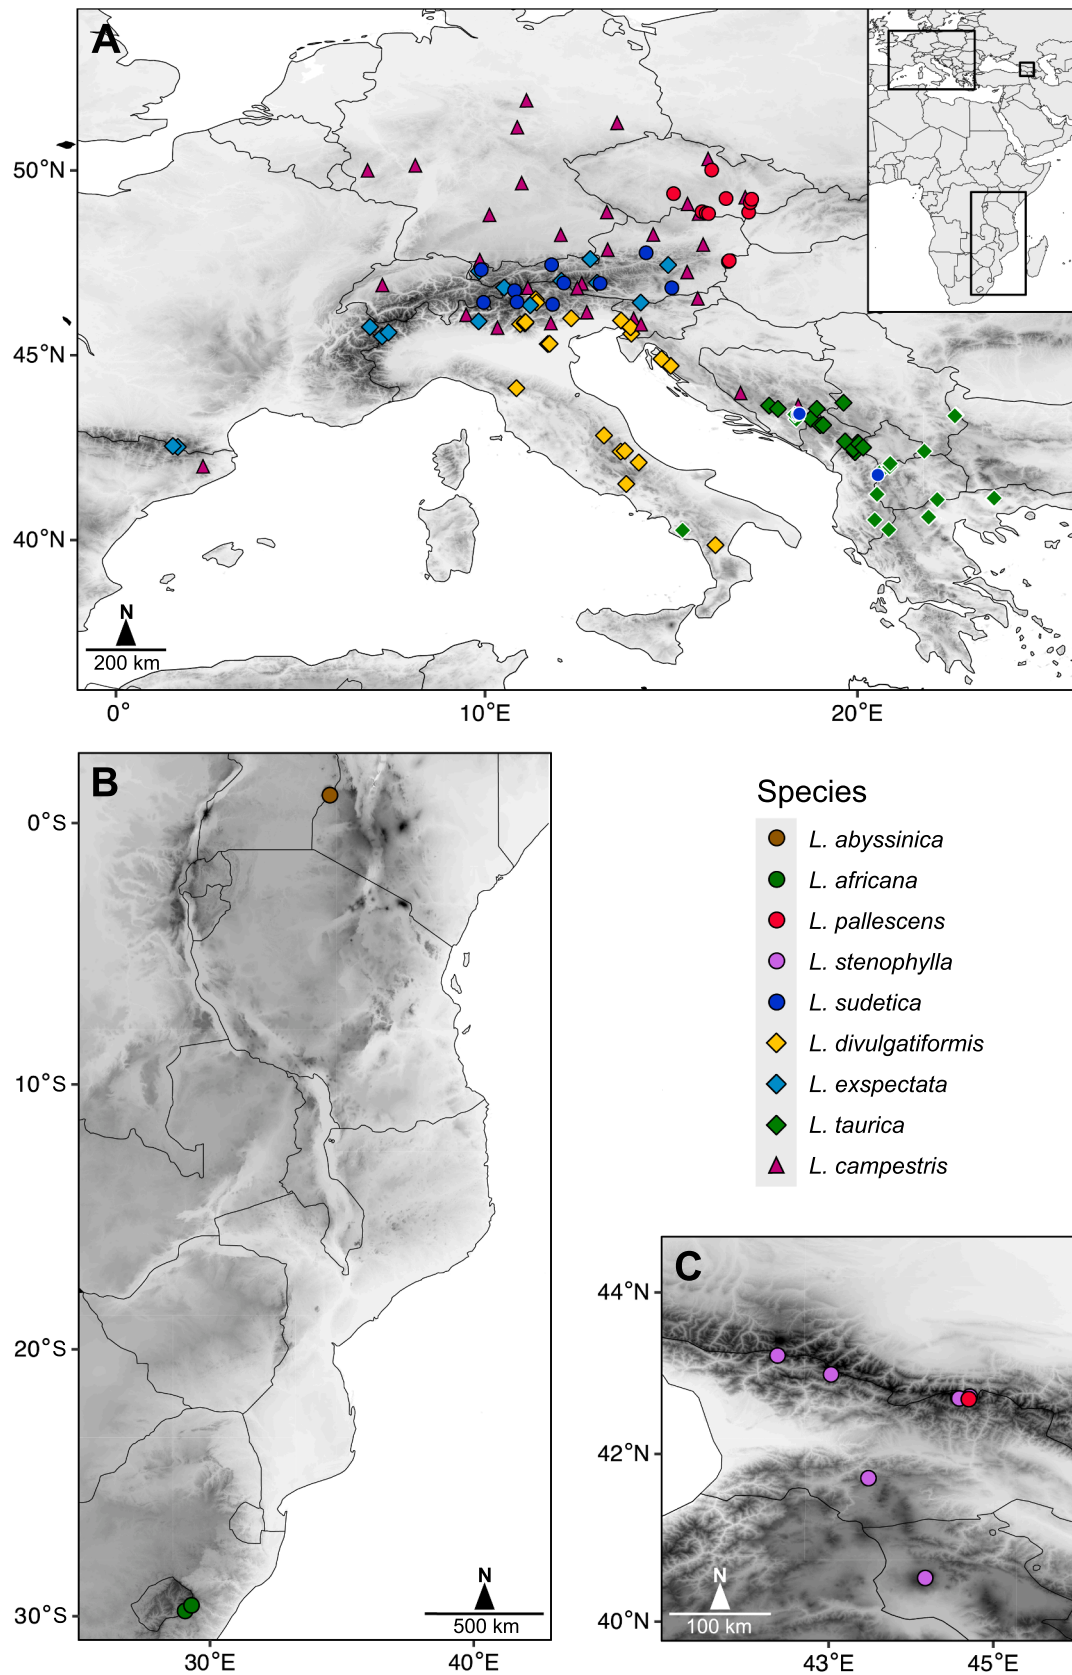 A
50°N
45°N
40°N
N
200 km
0°
10°E
20°E
B
0°S
10°S
20°S
30°S
N
500 km
30°E
40°E
Species
L. abyssinica
L. africana
L. pallescens
L. stenophylla
L. sudetica
L. divulgatiformis
L. exspectata
L. taurica
L. campestris
C
44°N
42°N
40°N
N
100 km
43°E
45°E